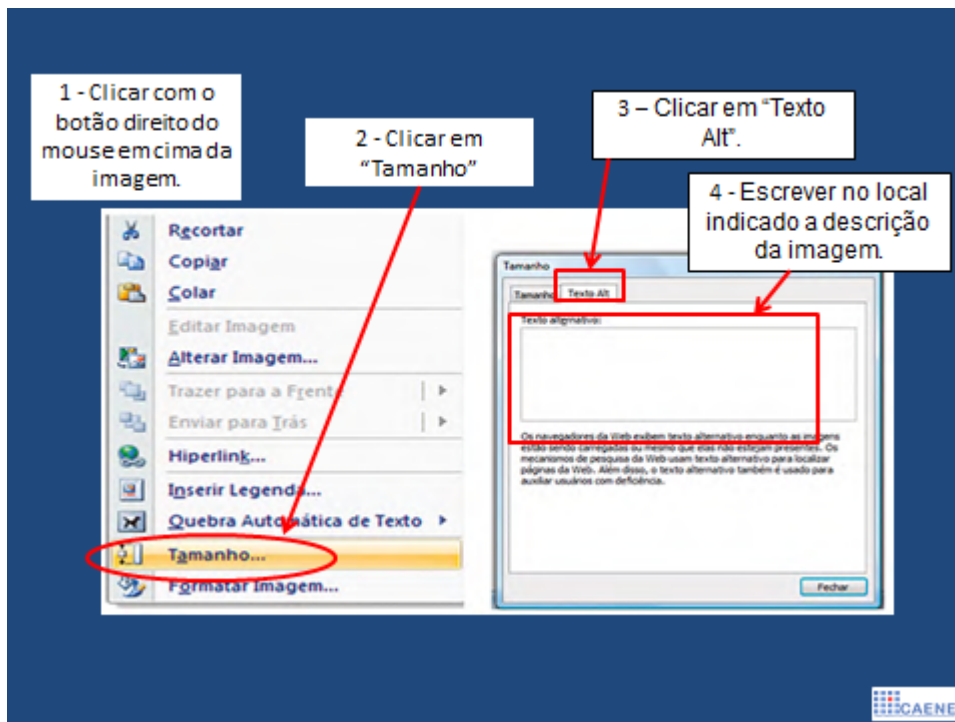 1 - Clicar com o
botão direito do
mouse em cima da
imagem.
2 - Clicar em
“Tamanho”
3 – Clicar em “Texto
Alt”.
4 - Escrever no local
indicado a descrição
da imagem.
Recortar
Copiar
Colar
Editar Imagem
Alterar Imagem...
Trazer para a Frente
Enviar para Trás
Hiperlink...
Inserir Legenda...
Quebra Automática de Texto
Tamanho...
Formatar Imagem...
Tamanho
Tamanho Texto Alt
Texto alternativo:
Os navegadores da Web exibem texto alternativo enquanto as imagens
estão sendo carregadas ou mesmo que elas não estejam presentes. Os
mecanismos de pesquisa da Web usam texto alternativo para localizar
páginas da Web. Além disso, o texto alternativo também é usado para
auxiliar usuários com deficiência.
Fechar
CAENE